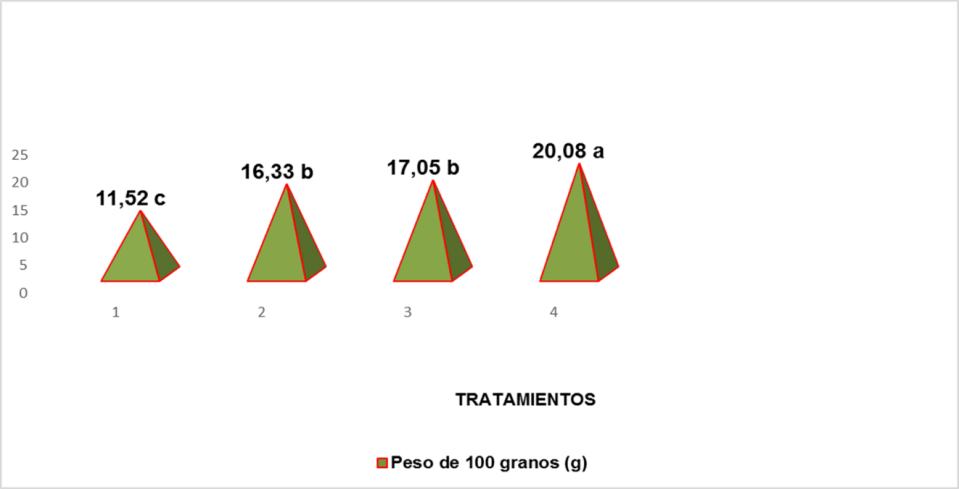 20,08 a
17,05 b
16,33 b
11,52 c
25
20
15
10
5
0
1 2 3 4
TRATAMIENTOS
Peso de 100 granos (g)